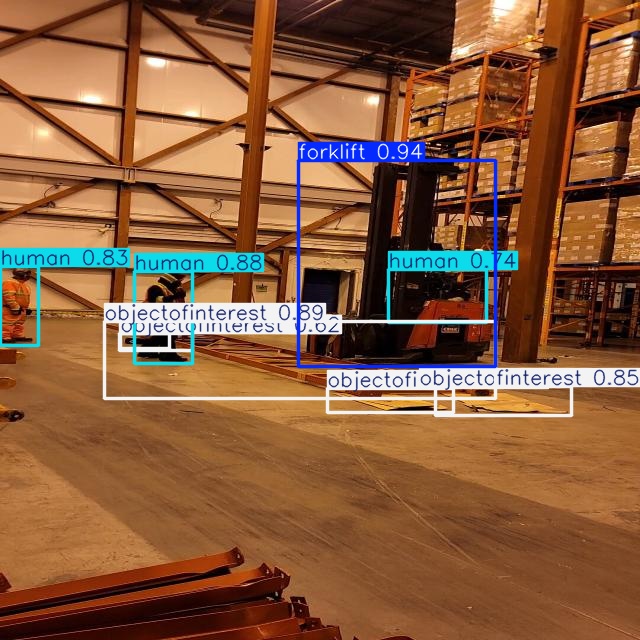 forklift 0.94
human 0.83
human 0.88
human 0.74
objectofinterest 0.89
objectofinterest 0.62
objectofi
objectofinterest 0.85